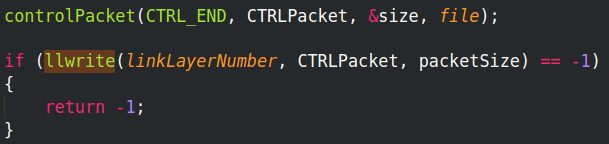 controlPacket(CTRL_END, CTRLPacket, &size, file);
if (llwrite(linkLayerNumber, CTRLPacket, packetSize) == -1)
{
return -1;
}